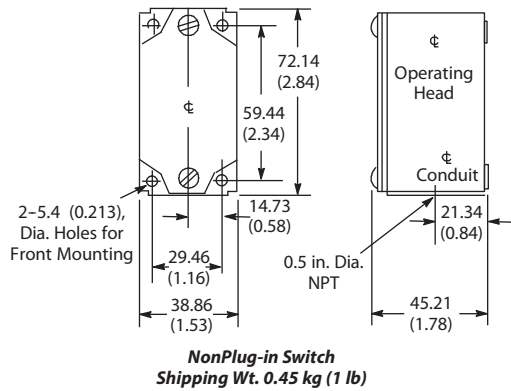 72.14
(2.84)
59.44
(2.34)
℄
℄
Operating
Head
℄
Conduit
2–5.4 (0.213),
Dia. Holes for
Front Mounting
14.73
(0.58)
29.46
(1.16)
38.86
(1.53)
21.34
(0.84)
0.5 in. Dia.
NPT
45.21
(1.78)
NonPlug-in Switch
Shipping Wt. 0.45 kg (1 lb)